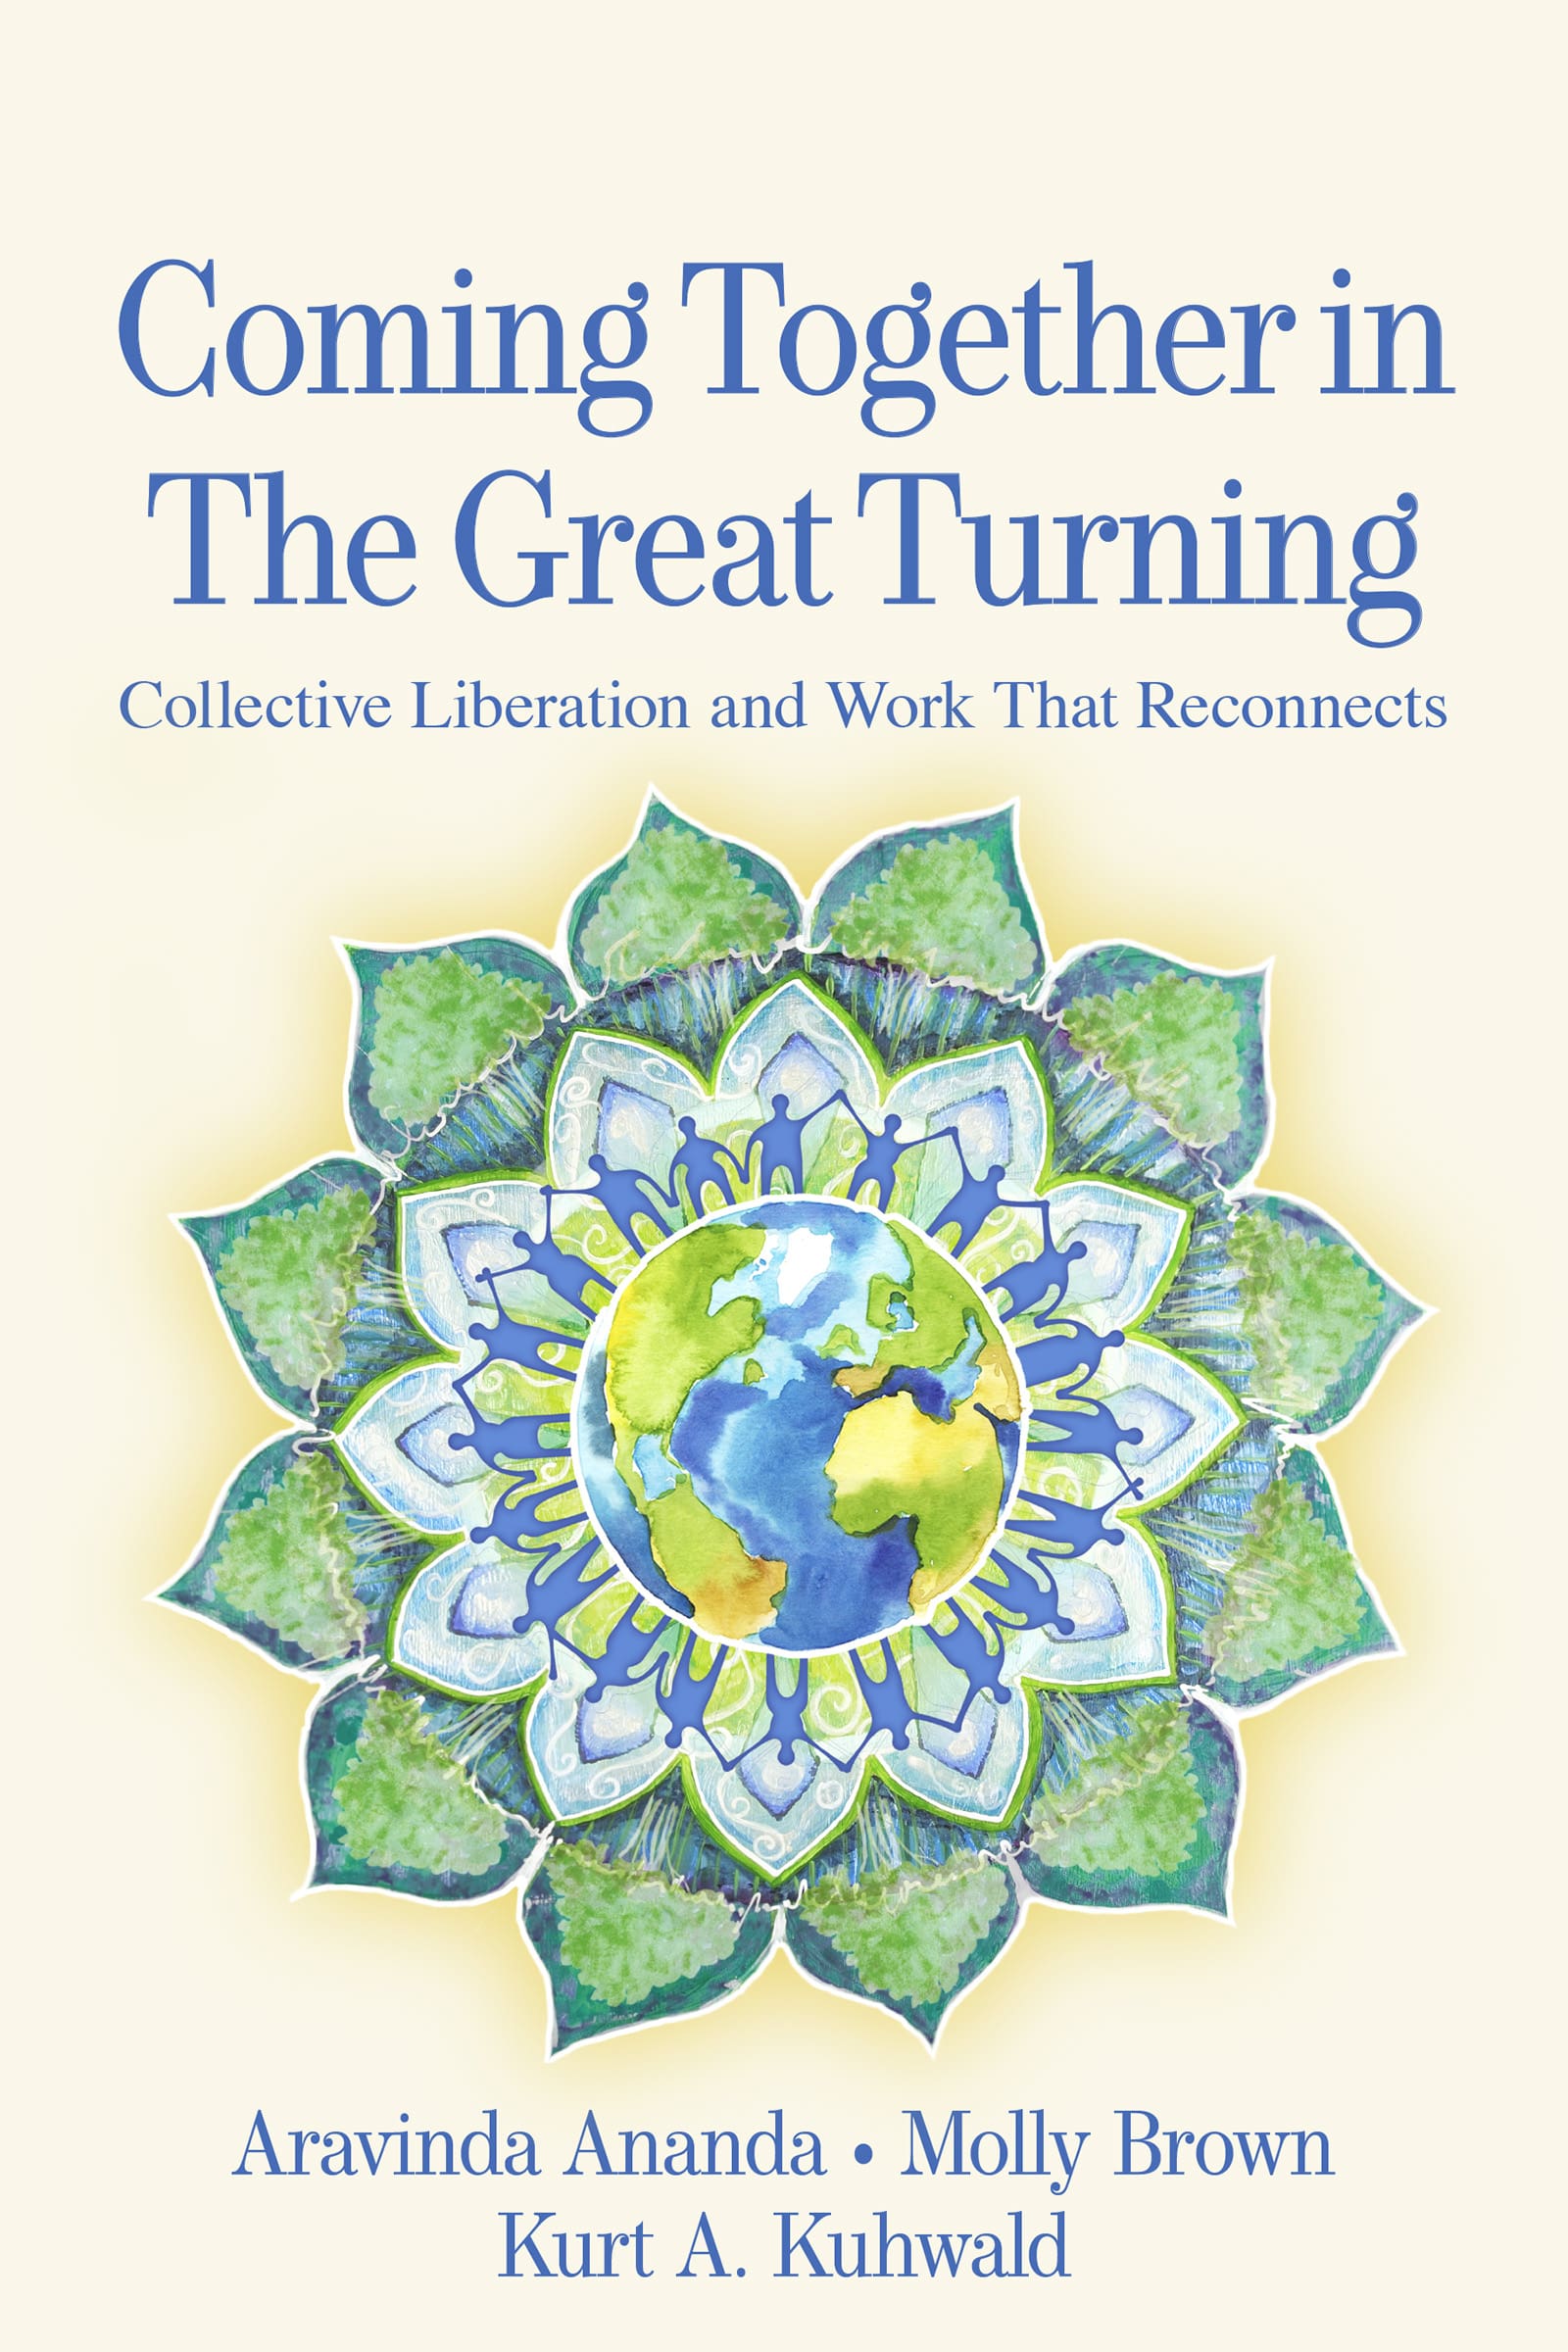 Coming Together in
The Great Turning
Collective Liberation and Work That Reconnects
Aravinda Ananda • Molly Brown
Kurt A. Kuhwald